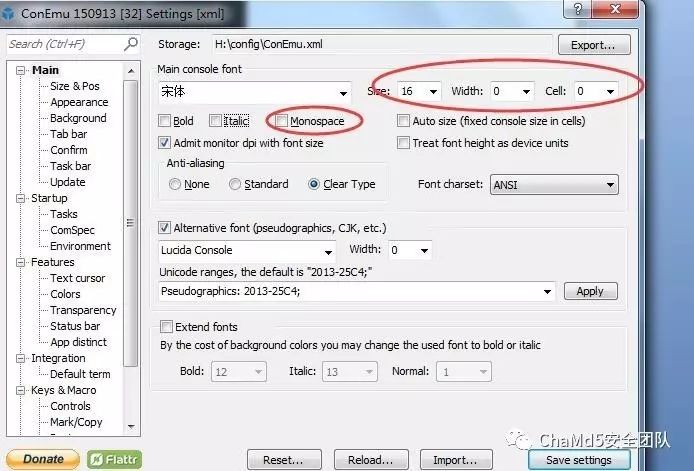 ConEmu 150913 [32] Settings [xml]
?
X
Search (Ctrl+F)
Storage: H:\config\ConEmu.xml Export...
Main
Size & Pos
Appearance
Background
Tab bar
Confirm
Task bar
Update
Startup
Tasks
ComSpec
Environment
Features
Text cursor
Colors
Transparency
Status bar
App distinct
Integration
Default term
Keys & Macro
Controls
Mark/Copy
Main console font
宋体 Size: 16 Width: 0 Cell: 0
Bold Italic Monospace Auto size (fixed console size in cells)
Admit monitor dpi with font size Treat font height as device units
Anti-aliasing
None Standard Clear Type Font charset: ANSI
Alternative font (pseudographics, CJK, etc.)
Lucida Console Width: 0
Unicode ranges, the default is "2013-25C4;"
Pseudographics: 2013-25C4; Apply
Extend fonts
By the cost of background colors you may change the used font to bold or italic
Bold: 12 Italic: 13 Normal: 1
ChaMd5安全团队
Donate Flattr Reset... Reload... Import... Save settings